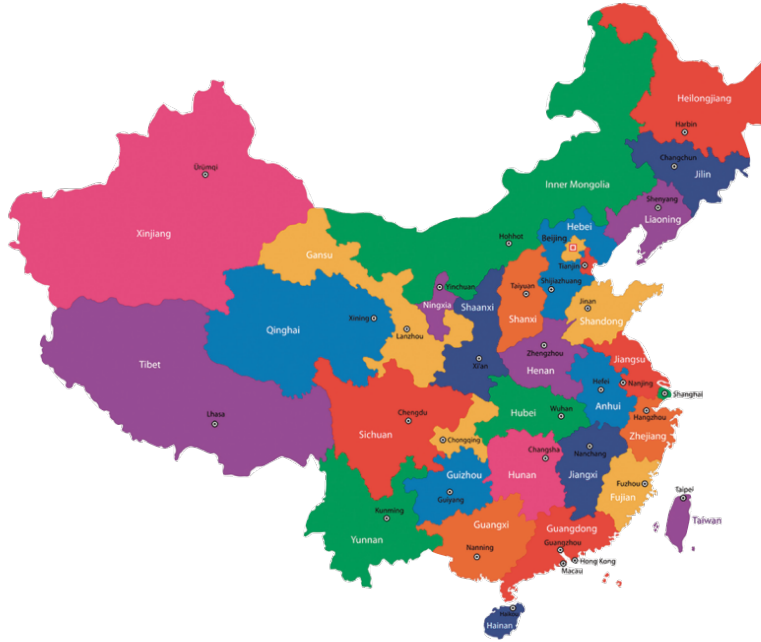 Heilongjiang
Harbin
Changchun
Jilin
Ürümqi
Inner Mongolia
Shenyang
Liaoning
Xinjiang
Hebei
Beijing
Hohhot
Gansu
Tianjin
Yinchuan
Shijiazhuang
Taiyuan
Ningxia
Shaanxi
Jinan
Xining
Shanxi
Shandong
Qinghai
Lanzhou
Zhengzhou
Jiangsu
Tibet
Xi'an
Henan
Hefei
Nanjing
Shanghai
Anhui
Lhasa
Chengdu
Hubei
Wuhan
Hangzhou
Sichuan
Chongqing
Zhejiang
Nanchang
Changsha
Guizhou
Hunan
Jiangxi
Fuzhou
Guiyang
Fujian
Taipei
Kunming
Guangxi
Guangdong
Taiwan
Yunnan
Nanning
Guangzhou
Hong Kong
Macau
Hainan